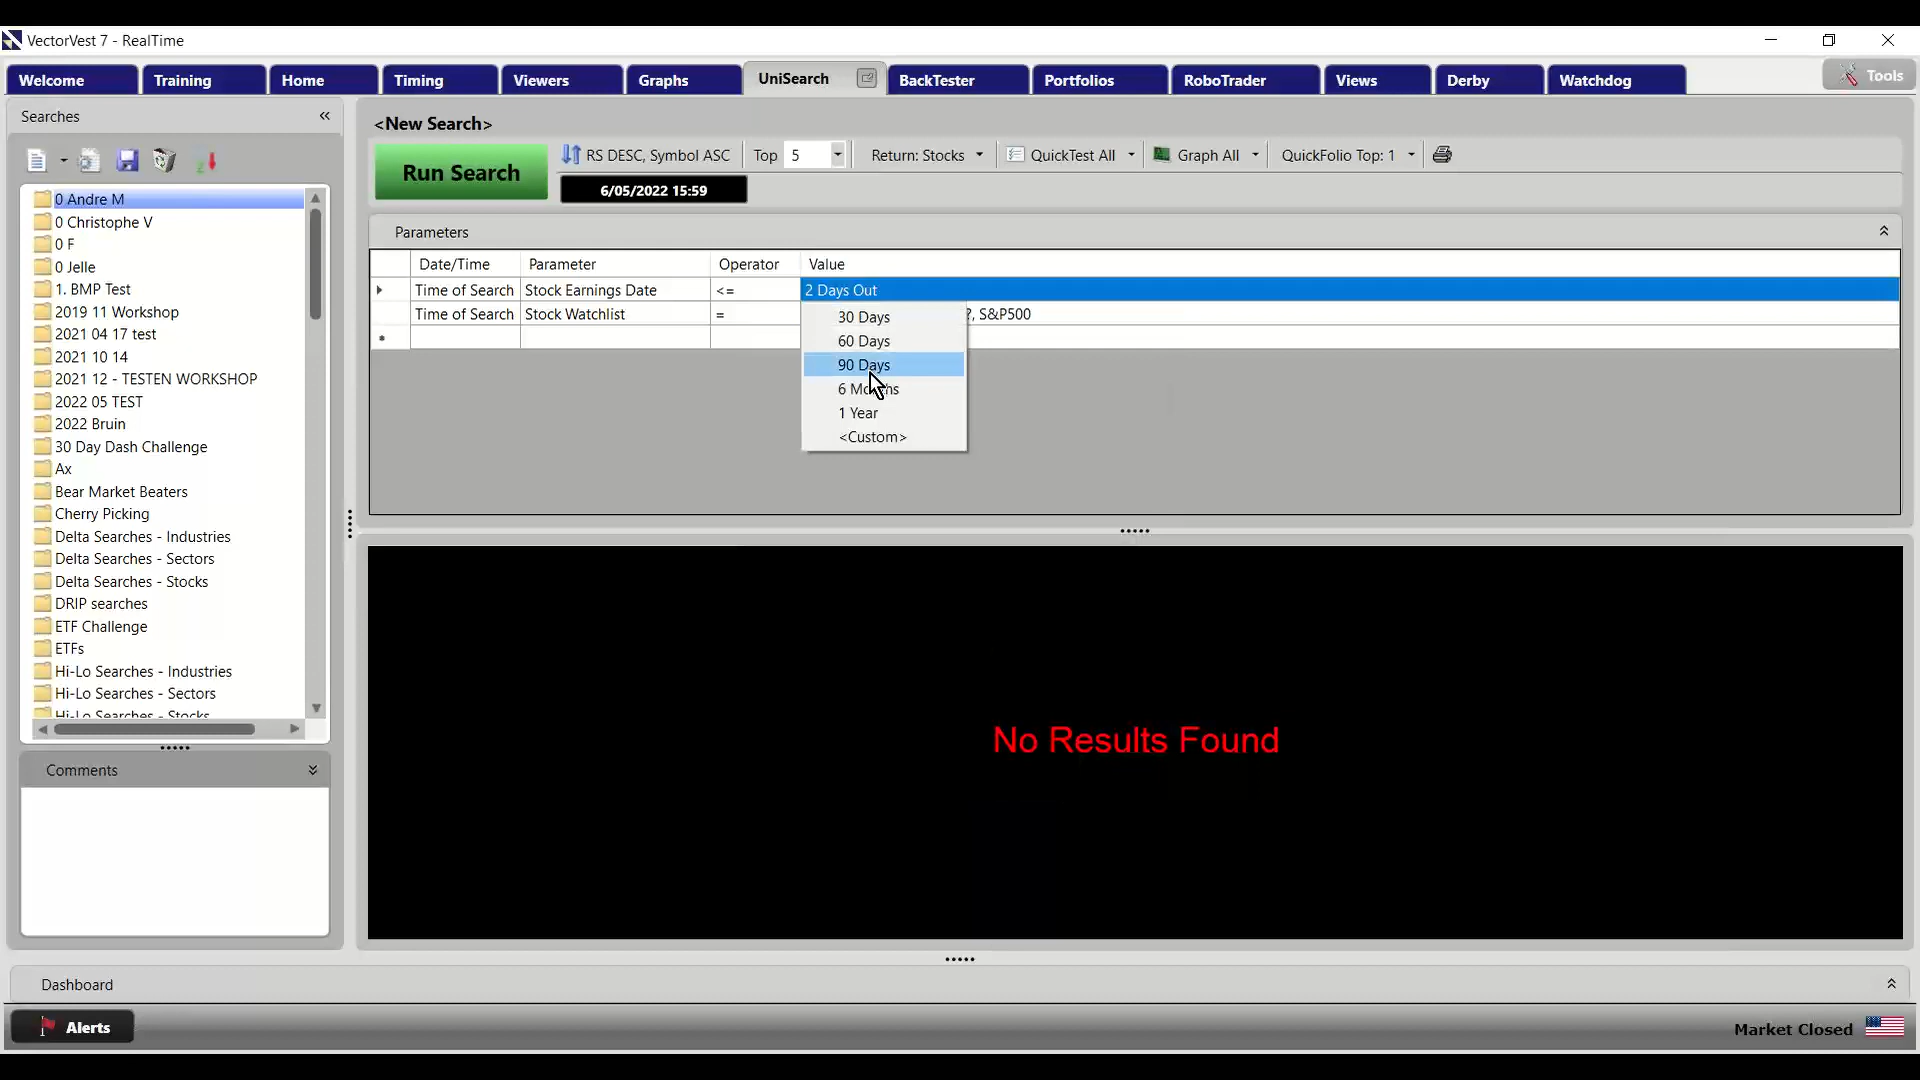 VectorVest 7 - RealTime
Welcome
Training
Home
Timing
Viewers
Graphs
UniSearch
BackTester
Portfolios
RoboTrader
Views
Derby
Watchdog
Tools
Searches
0 Andre M
0 Christophe V
0 F
0 Jelle
1. BMP Test
2019 11 Workshop
2021 04 17 test
2021 10 14
2021 12 - TESTEN WORKSHOP
2022 05 TEST
2022 Bruin
30 Day Dash Challenge
Ax
Bear Market Beaters
Cherry Picking
Delta Searches - Industries
Delta Searches - Sectors
Delta Searches - Stocks
DRIP searches
ETF Challenge
ETFs
Hi-Lo Searches - Industries
Hi-Lo Searches - Sectors
Hi-Lo Searches - Stocks
Comments
<New Search>
Run Search
RS DESC, Symbol ASC
Top 5
Return: Stocks
QuickTest All
Graph All
QuickFolio Top: 1
6/05/2022 15:59
Parameters
Date/Time Parameter Operator Value
Time of Search Stock Earnings Date <= 2 Days Out
Time of Search Stock Watchlist = ?, S&P500
30 Days
60 Days
90 Days
6 Months
1 Year
<Custom>
No Results Found
Dashboard
Alerts
Market Closed